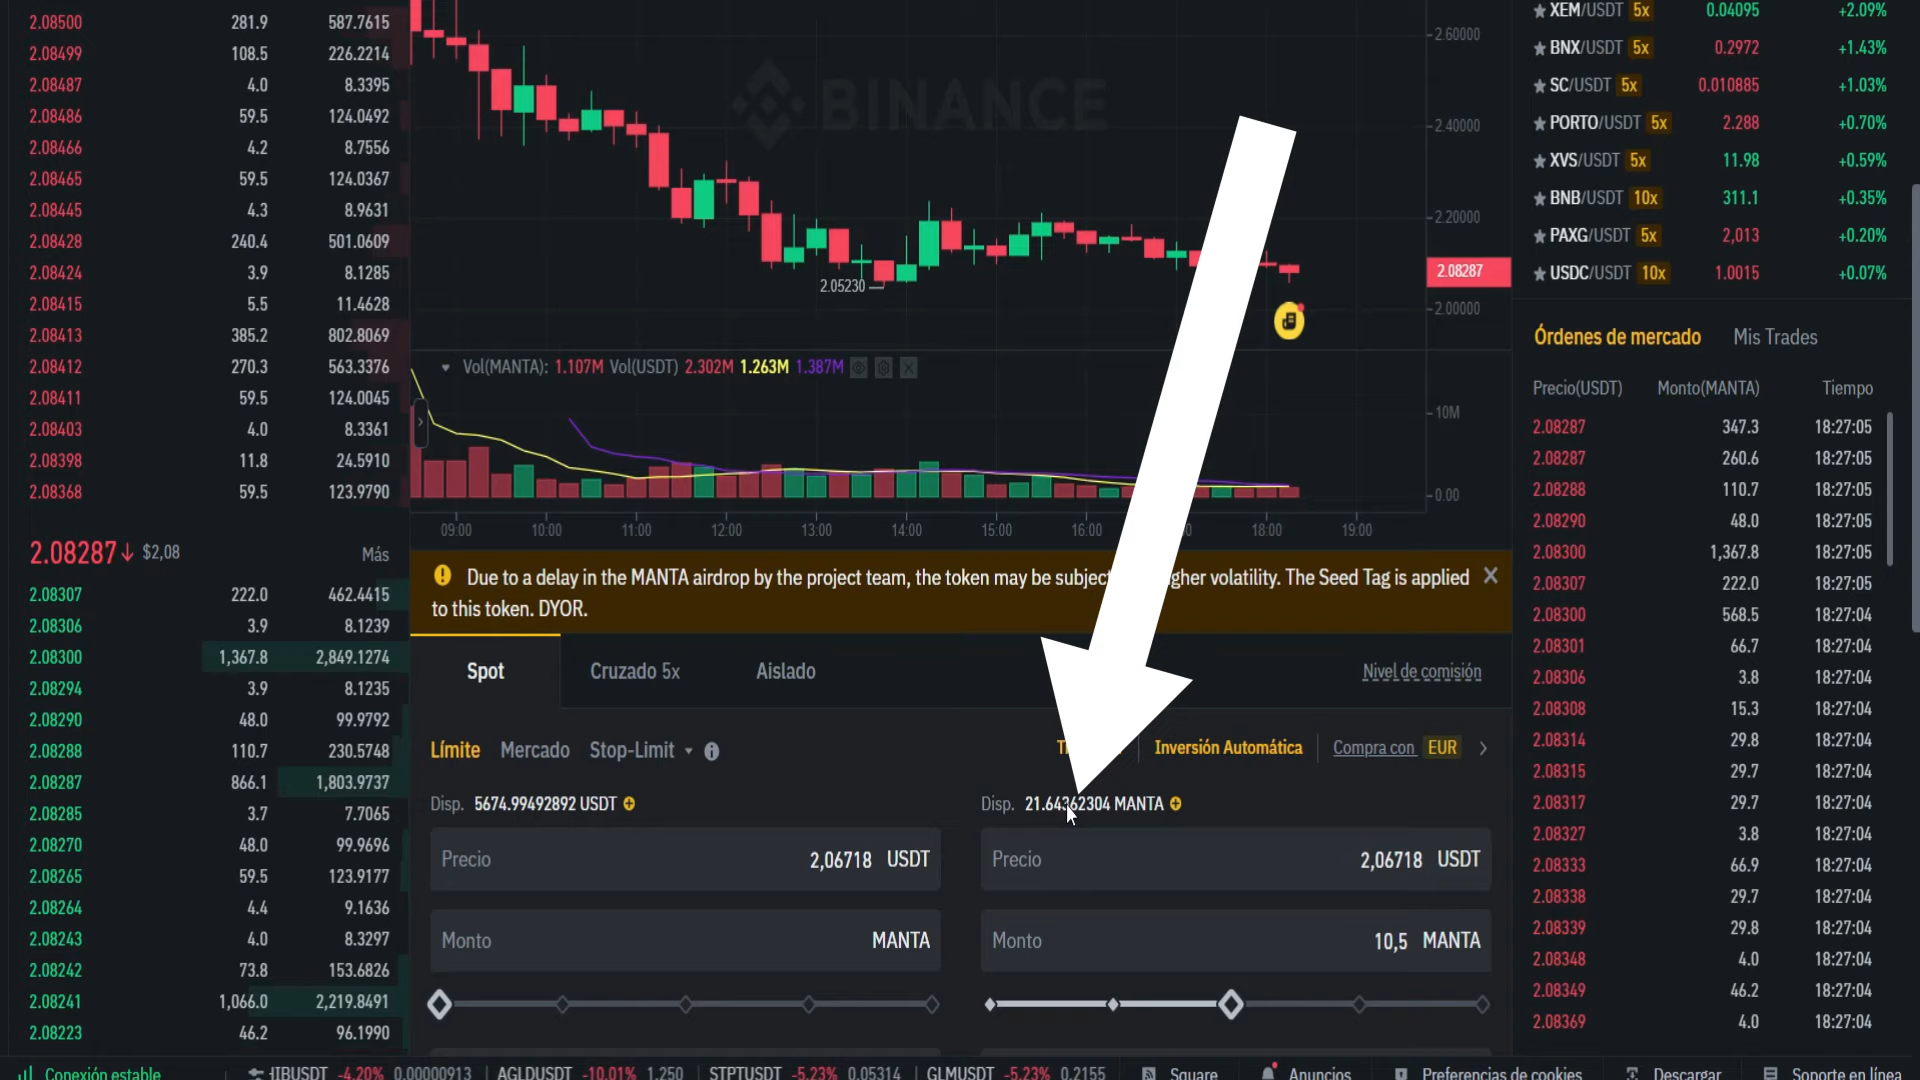 2.08500 281.9 587.7615
2.08499 108.5 226.2214
2.08487 4.0 8.3395
2.08486 59.5 124.0492
2.08466 4.2 8.7556
2.08465 59.5 124.0367
2.08445 4.3 8.9631
2.08428 240.4 501.0609
2.08424 3.9 8.1285
2.08415 5.5 11.4628
2.08413 385.2 802.8069
2.08412 270.3 563.3376
2.08411 59.5 124.0045
2.08403 4.0 8.3361
2.08398 11.8 24.5910
2.08368 59.5 123.9790
2.08287 $2,08 Más
2.08307 222.0 462.4415
2.08306 3.9 8.1239
2.08300 1,367.8 2,849.1274
2.08294 3.9 8.1235
2.08290 48.0 99.9792
2.08288 110.7 230.5748
2.08287 866.1 1,803.9737
2.08285 3.7 7.7065
2.08270 48.0 99.9696
2.08265 59.5 123.9177
2.08264 4.4 9.1636
2.08243 4.0 8.3297
2.08242 73.8 153.6826
2.08241 1,066.0 2,219.8491
2.08223 46.2 96.1990
BINANCE
2.60000
2.40000
2.20000
2.08287
2.00000
2.05230
Vol(MANTA): 1.107M Vol(USDT) 2.302M 1.263M 1.387M
10M
0.00
09:00 10:00 11:00 12:00 13:00 14:00 15:00 16:00 18:00 19:00
Due to a delay in the MANTA airdrop by the project team, the token may be volatility. The Seed Tag is applied
to this token. DYOR.
Spot Cruzado 5x Aislado Nivel de comisión
Límite Mercado Stop-Limit Inversión Automática Compra con EUR
Disp. 5674.99492892 USDT
Precio 2,06718 USDT
Monto MANTA
Disp. 21.64362304 MANTA
Precio 2,06718 USDT
Monto 10,5 MANTA
XEM/USDT 5x 0.04095 +2.09%
BNX/USDT 5x 0.2972 +1.43%
SC/USDT 5x 0.010885 +1.03%
PORTO/USDT 5x 2.288 +0.70%
XVS/USDT 5x 11.98 +0.59%
BNB/USDT 10x 311.1 +0.35%
PAXG/USDT 5x 2,013 +0.20%
USDC/USDT 10x 1.0015 +0.07%
Órdenes de mercado Mis Trades
Precio(USDT) Monto(MANTA) Tiempo
2.08287 347.3 18:27:05
2.08287 260.6 18:27:05
2.08288 110.7 18:27:05
2.08290 48.0 18:27:05
2.08300 1,367.8 18:27:05
2.08307 222.0 18:27:05
2.08300 568.5 18:27:04
2.08301 66.7 18:27:04
2.08306 3.8 18:27:04
2.08308 15.3 18:27:04
2.08314 29.8 18:27:04
2.08315 29.7 18:27:04
2.08317 29.7 18:27:04
2.08327 3.8 18:27:04
2.08333 66.9 18:27:04
2.08338 29.7 18:27:04
2.08339 29.8 18:27:04
2.08348 4.0 18:27:04
2.08349 46.2 18:27:04
2.08369 4.0 18:27:04
Conexión estable -4.20% 0.00000913 AGLDUSDT -10.01% 1.250 STPTUSDT -5.23% 0.05314 GLMUSDT -5.23% 0.2155 Square Anuncios Preferencias de cookies Descargar Soporte en línea